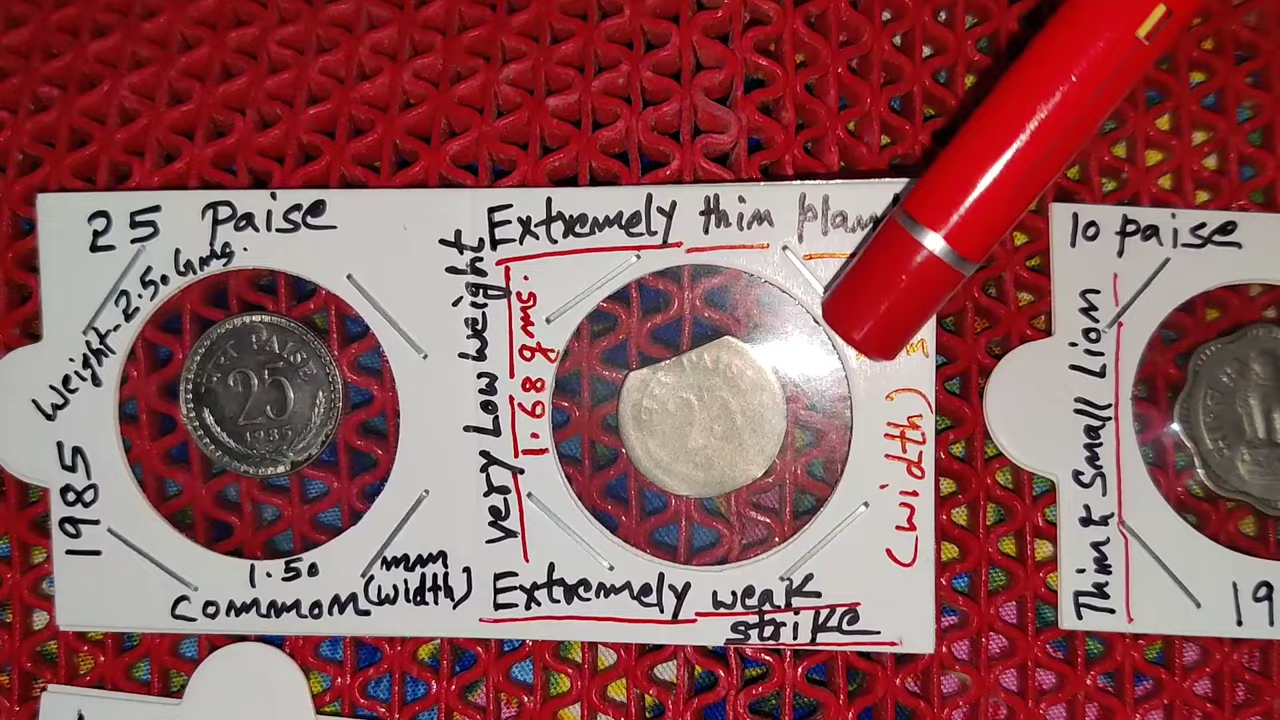 25 Paise
Weight-2.50 Gms.
1985
PAISE
25
1985
1.50 mm
(width)
Common
Extremely thin
Very Low weight
1.68 gms.
(width)
Extremely weak
strike
10 paise
Thin & Small Lion
19